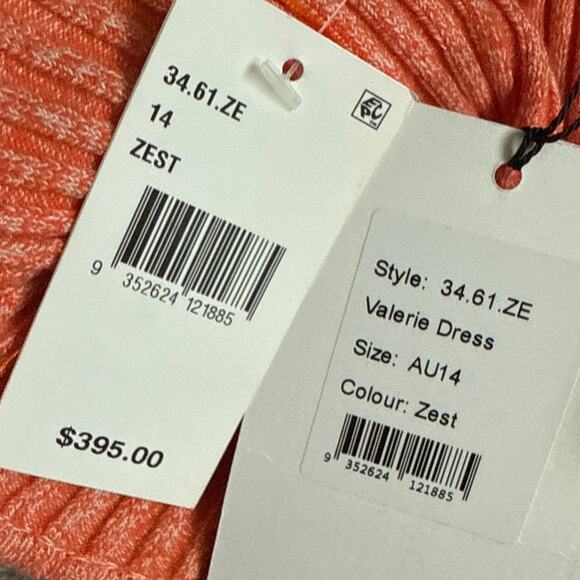 34.61.ZE
14
ZEST
9 352624 121885
$395.00
EPC™
Style: 34.61.ZE
Valerie Dress
Size: AU14
Colour: Zest
9 352624 121885